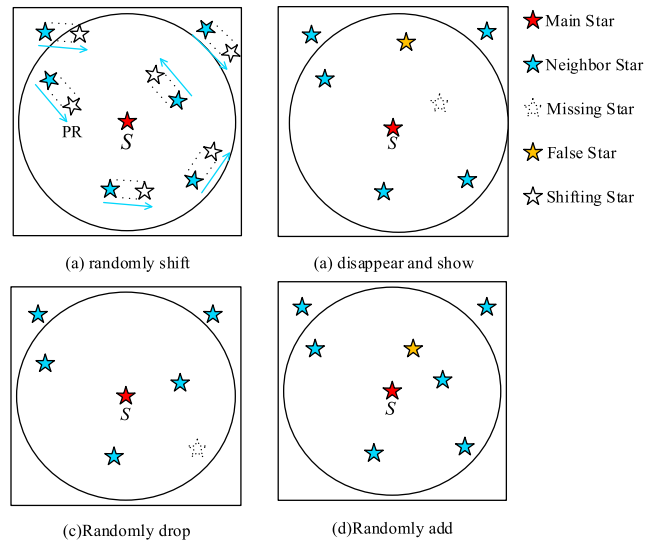 PR
S
(a) randomly shift
S
(a) disappear and show
Main Star
Neighbor Star
Missing Star
False Star
Shifting Star
S
(c)Randomly drop
S
(d)Randomly add